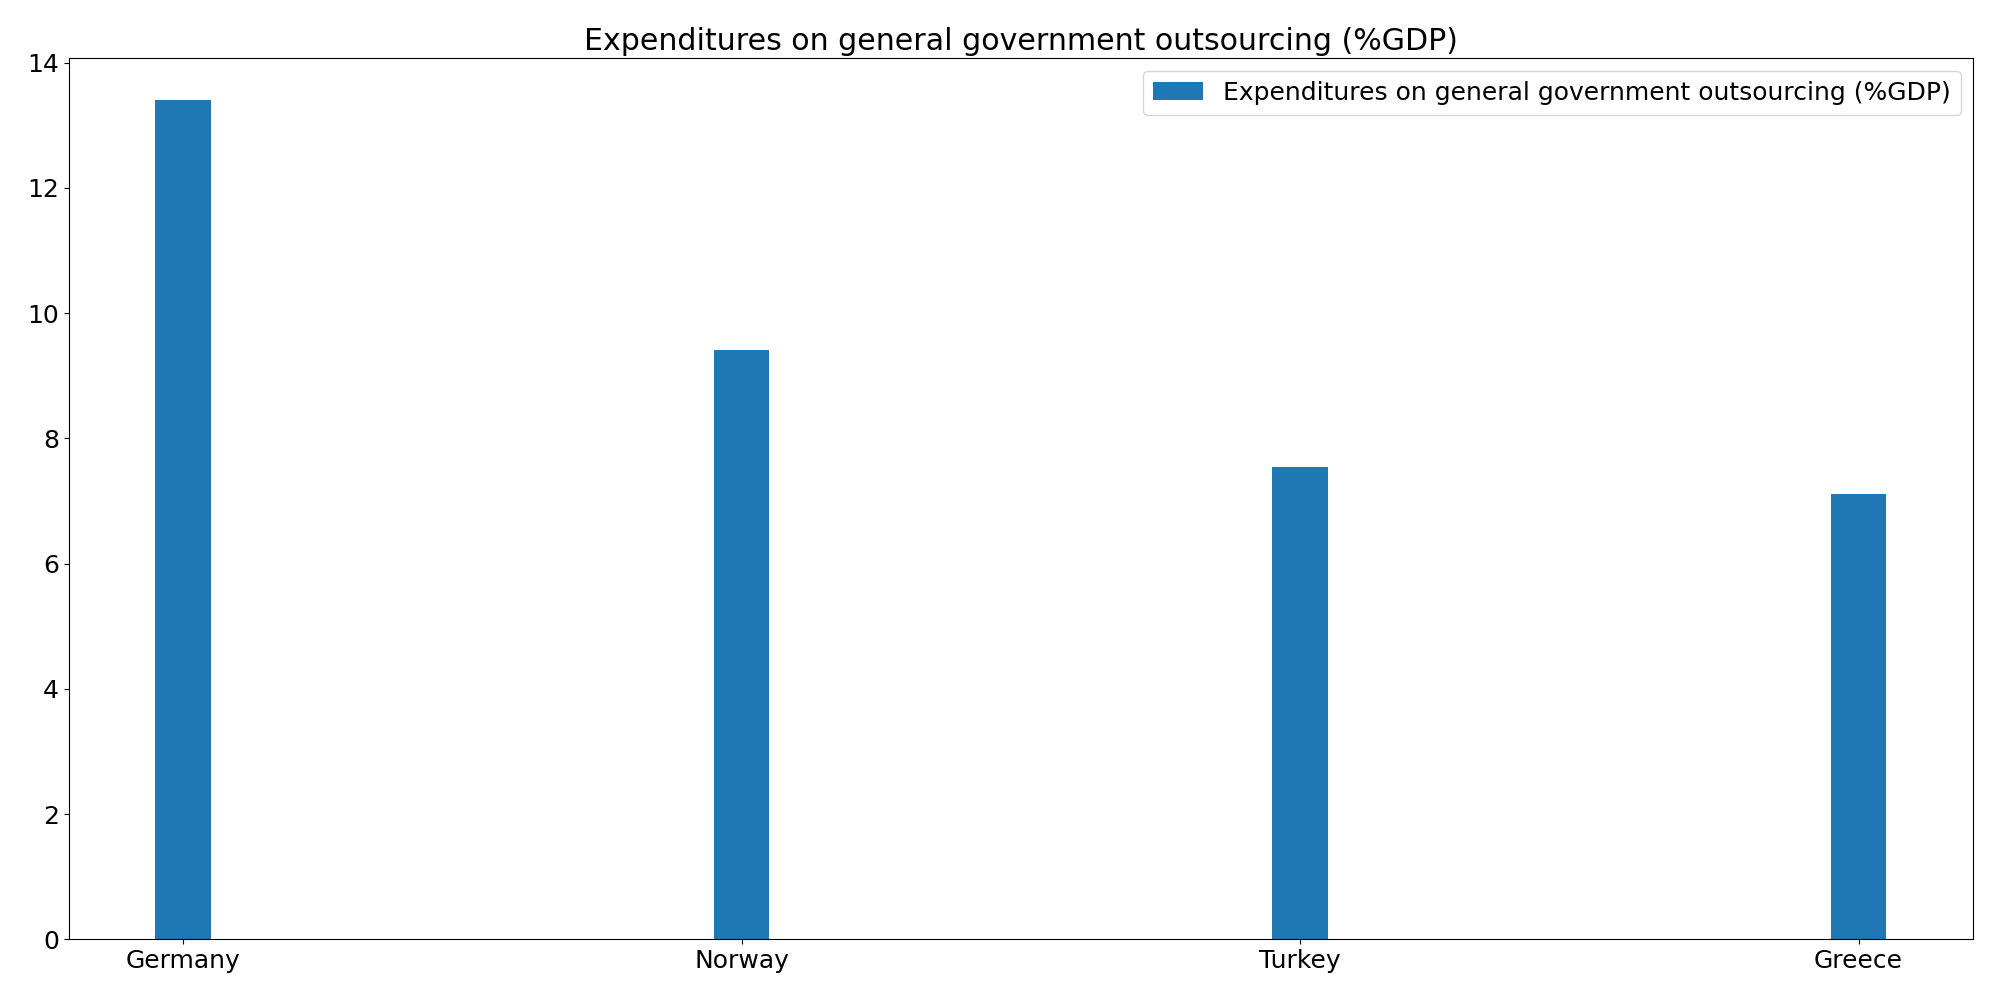 Expenditures on general government outsourcing (%GDP)
Expenditures on general government outsourcing (%GDP)
14
12
10
8
6
4
2
0
Germany Norway Turkey Greece